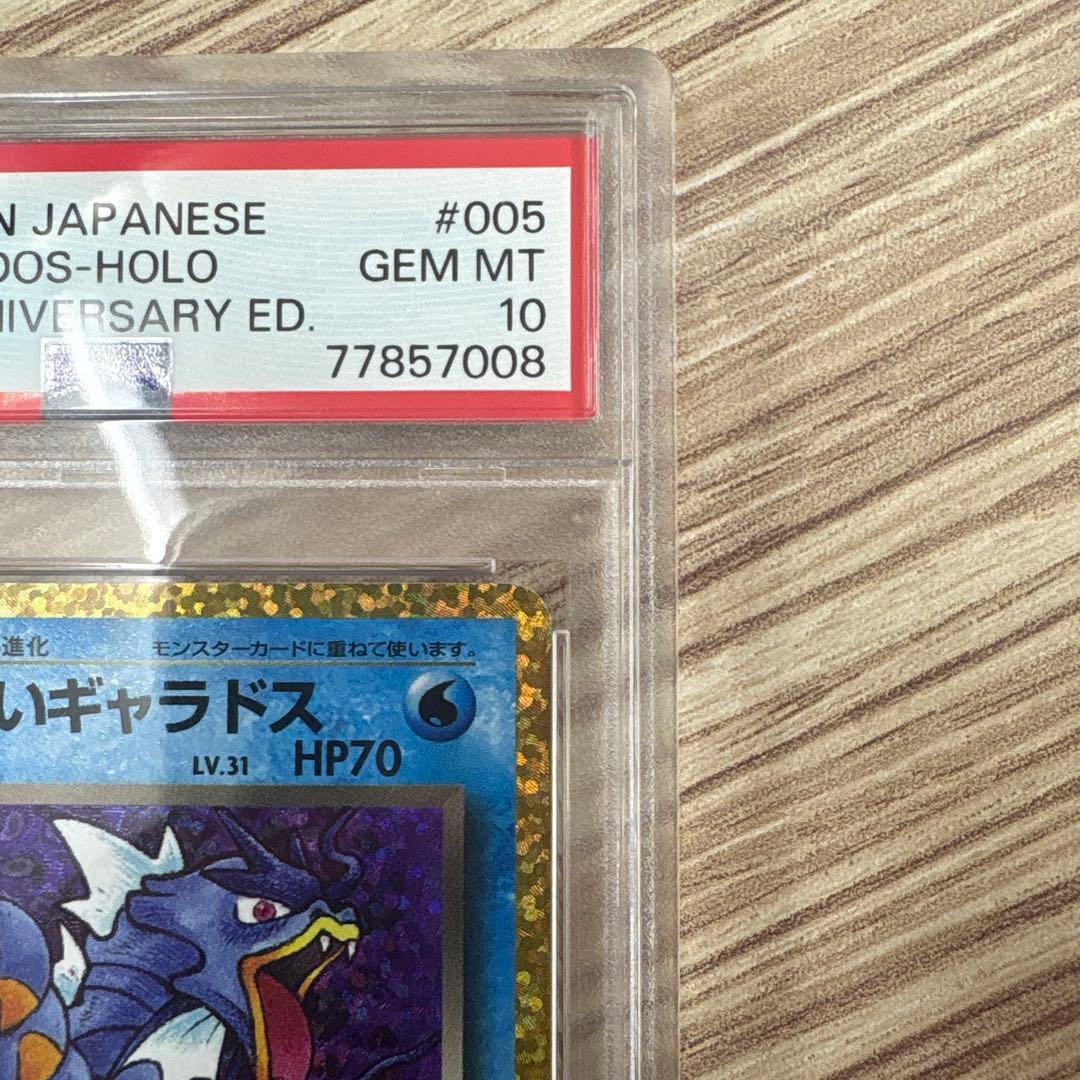 N JAPANESE #005
DOS-HOLO GEM MT
NIVERSARY ED. 10
77857008
進化 モンスターカードに重ねて使います。
いギャラドス
LV.31 HP70